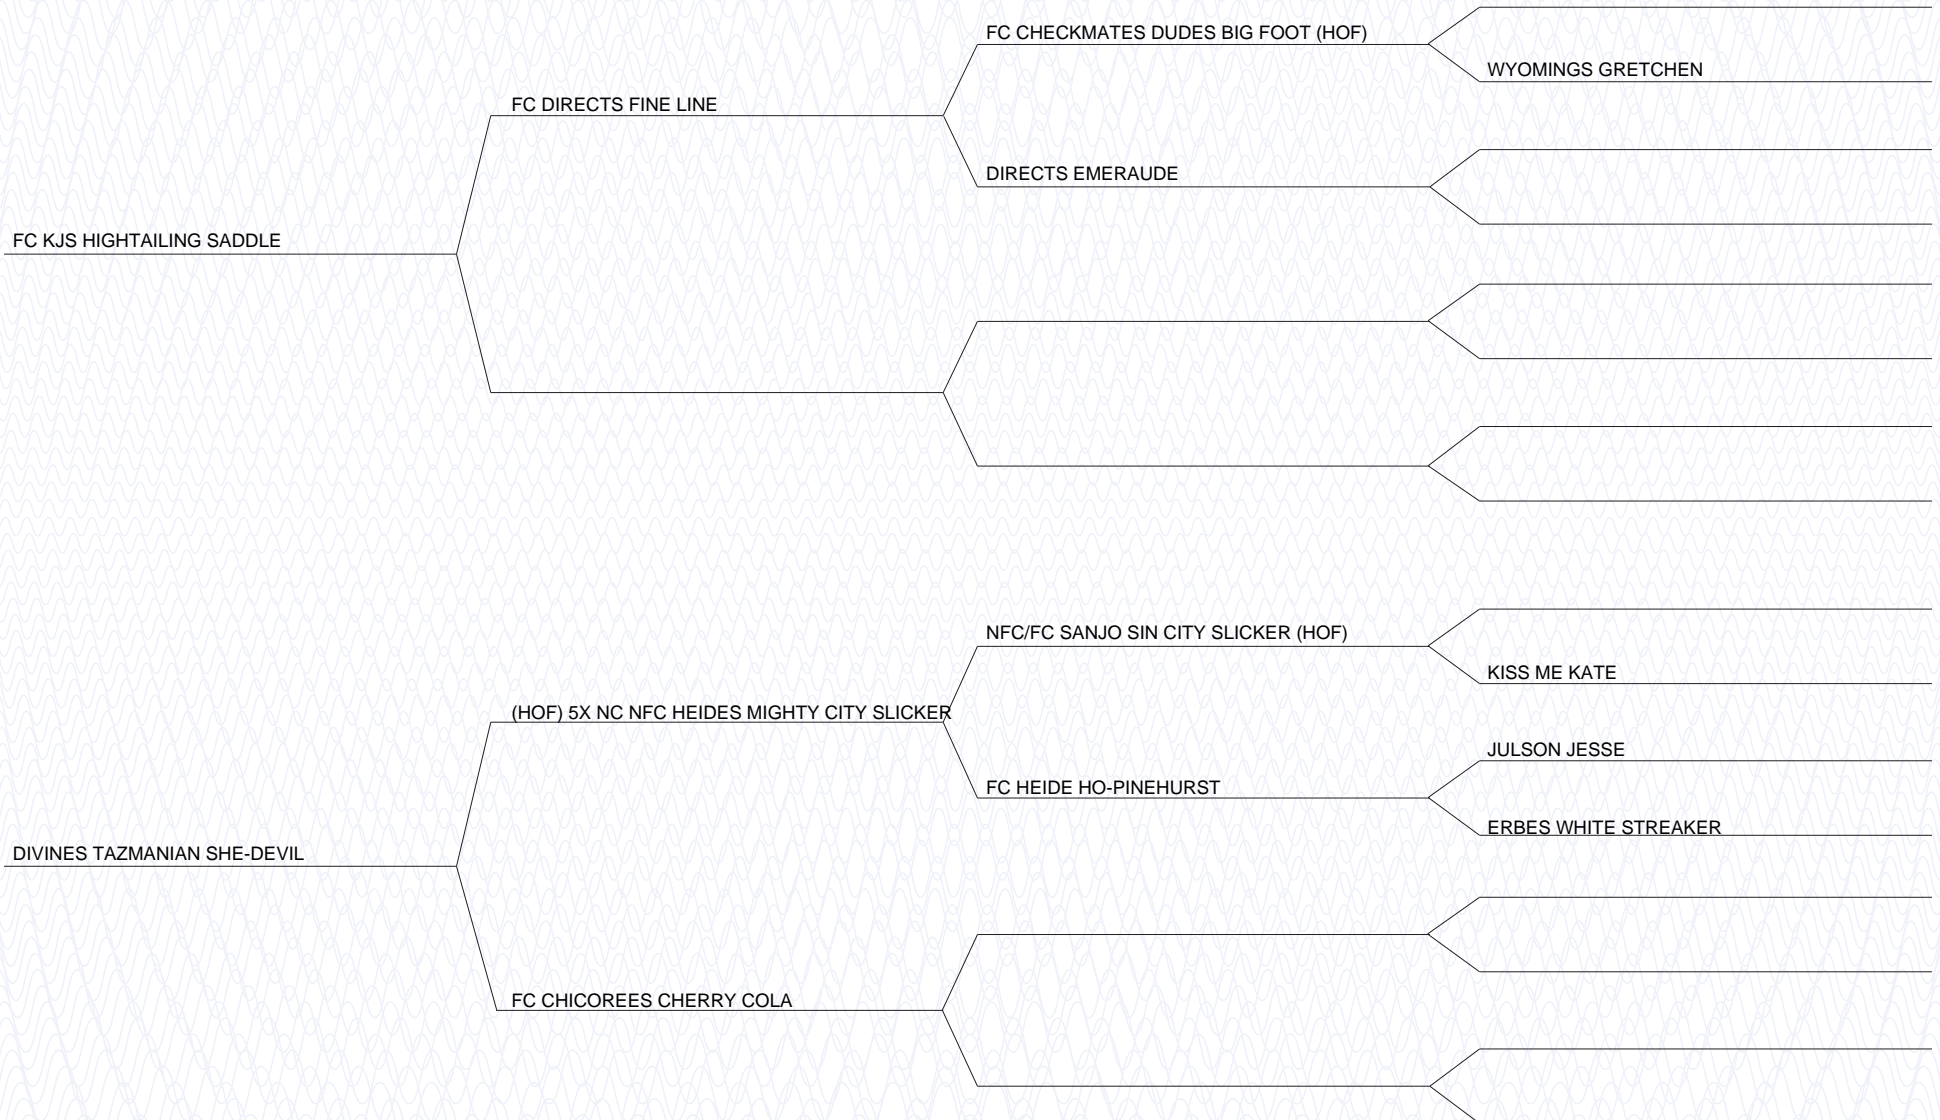 FC CHECKMATES DUDES BIG FOOT (HOF)
WYOMINGS GRETCHEN
FC DIRECTS FINE LINE
DIRECTS EMERAUDE
FC KJS HIGHTAILING SADDLE
NFC/FC SANJO SIN CITY SLICKER (HOF)
KISS ME KATE
(HOF) 5X NC NFC HEIDES MIGHTY CITY SLICKER
JULSON JESSE
FC HEIDE HO-PINEHURST
ERBES WHITE STREAKER
DIVINES TAZMANIAN SHE-DEVIL
FC CHICOREES CHERRY COLA